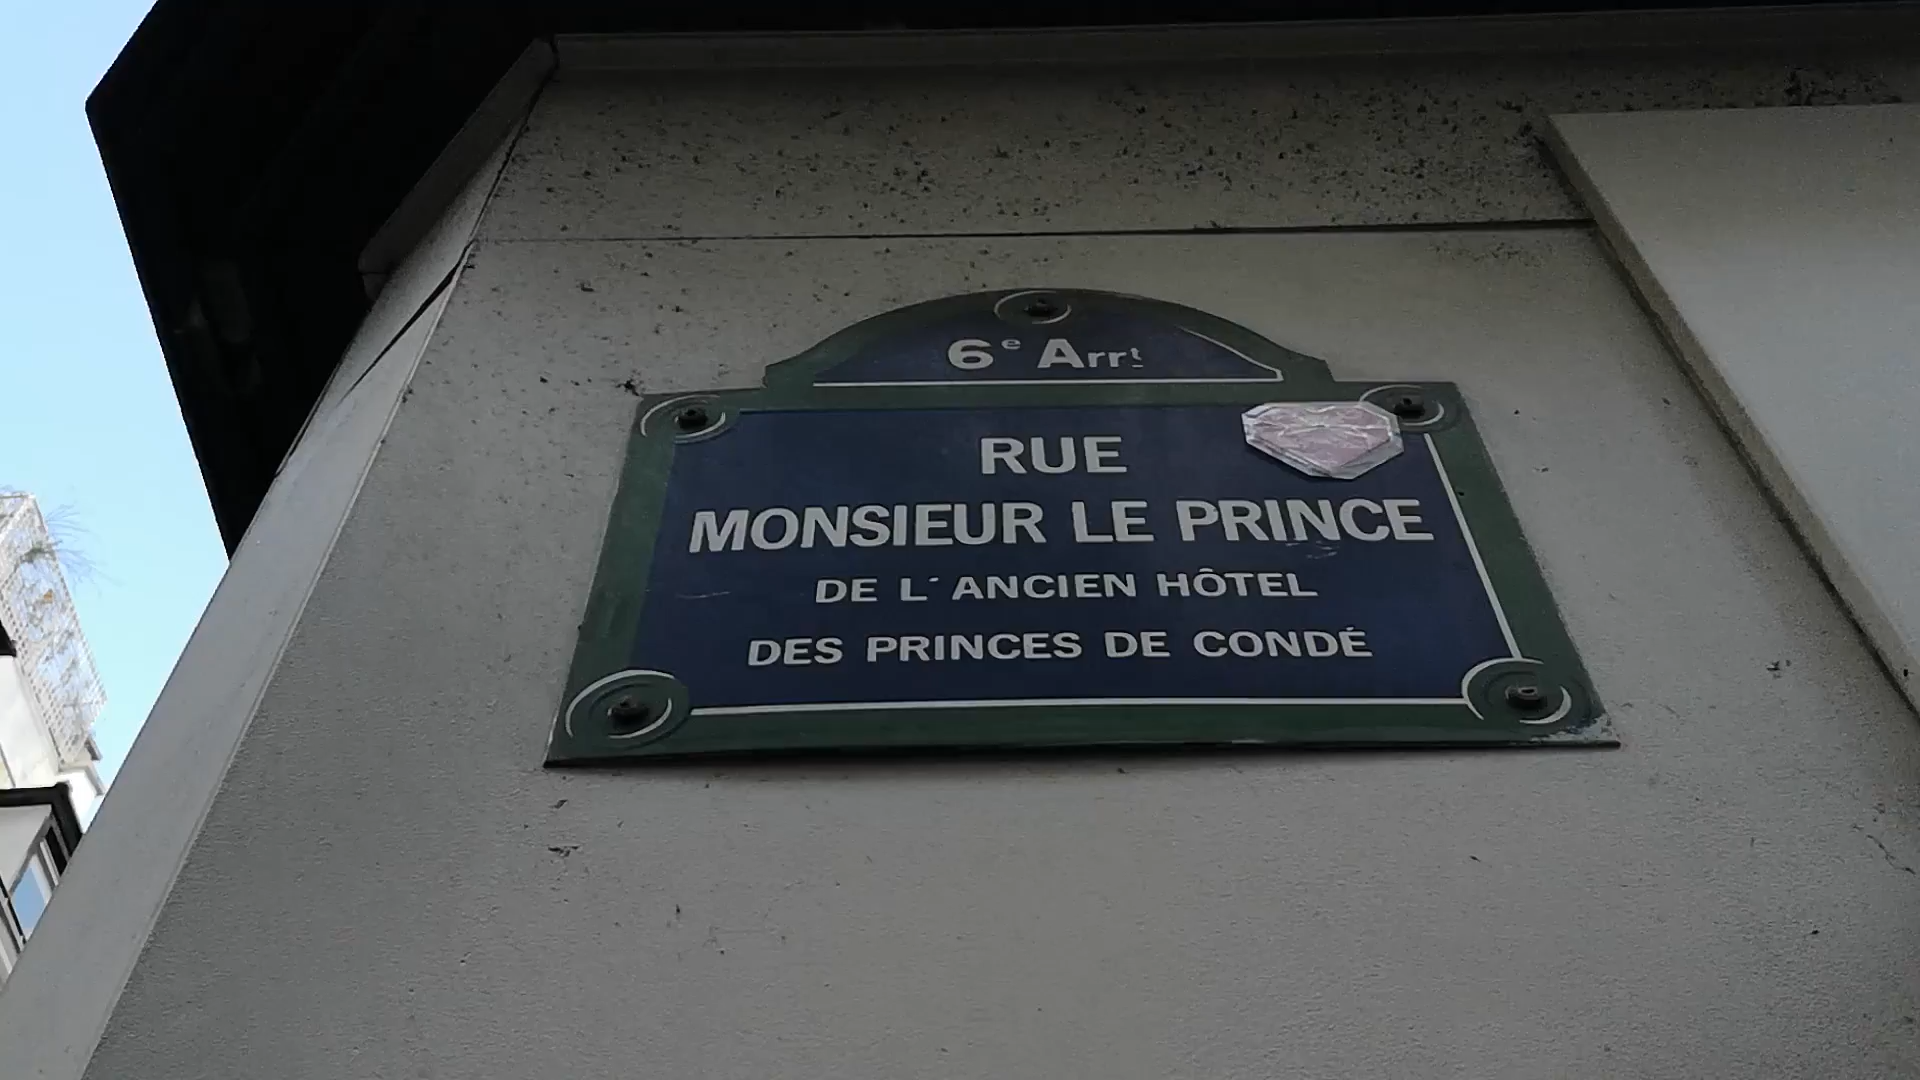 6e Arrt
RUE
MONSIEUR LE PRINCE
DE L'ANCIEN HÔTEL
DES PRINCES DE CONDÉ